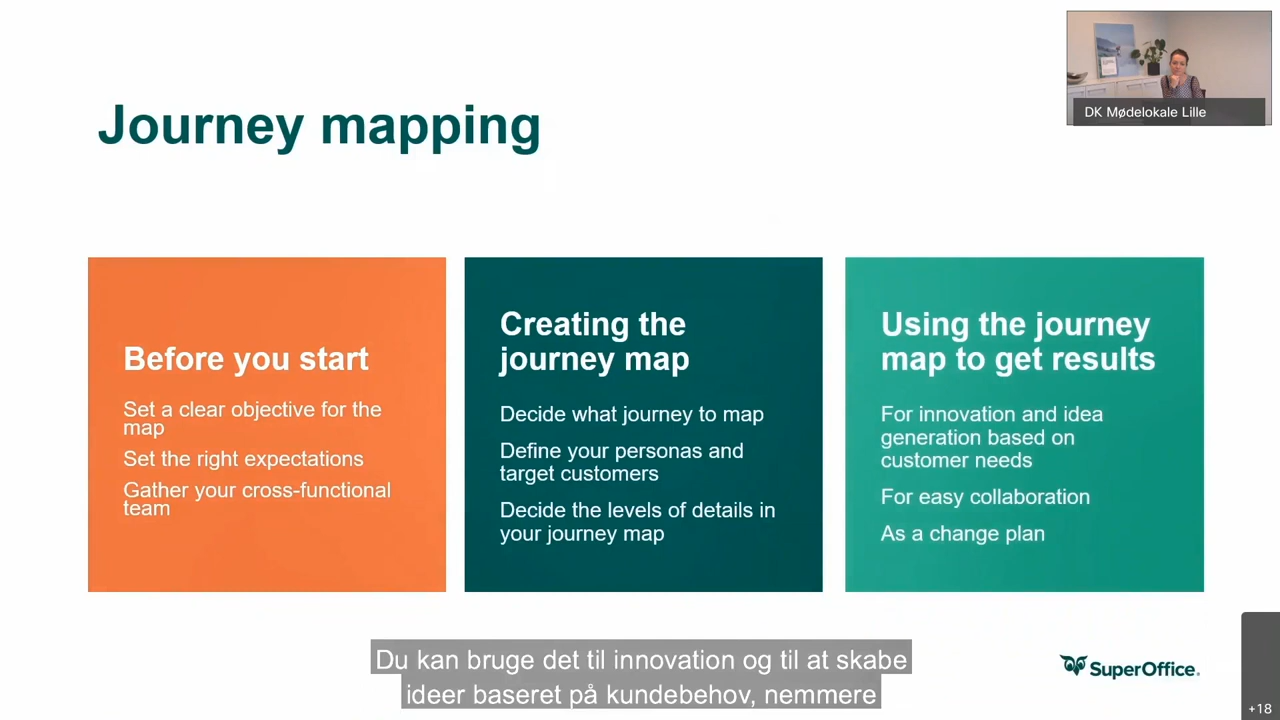 Journey mapping
DK Mødelokale Lille
Before you start
Set a clear objective for the
map
Set the right expectations
Gather your cross-functional
team
Creating the
journey map
Decide what journey to map
Define your personas and
target customers
Decide the levels of details in
your journey map
Using the journey
map to get results
For innovation and idea
generation based on
customer needs
For easy collaboration
As a change plan
Du kan bruge det til innovation og til at skabe
ideer baseret på kundebehov, nemmere
SuperOffice.
+18